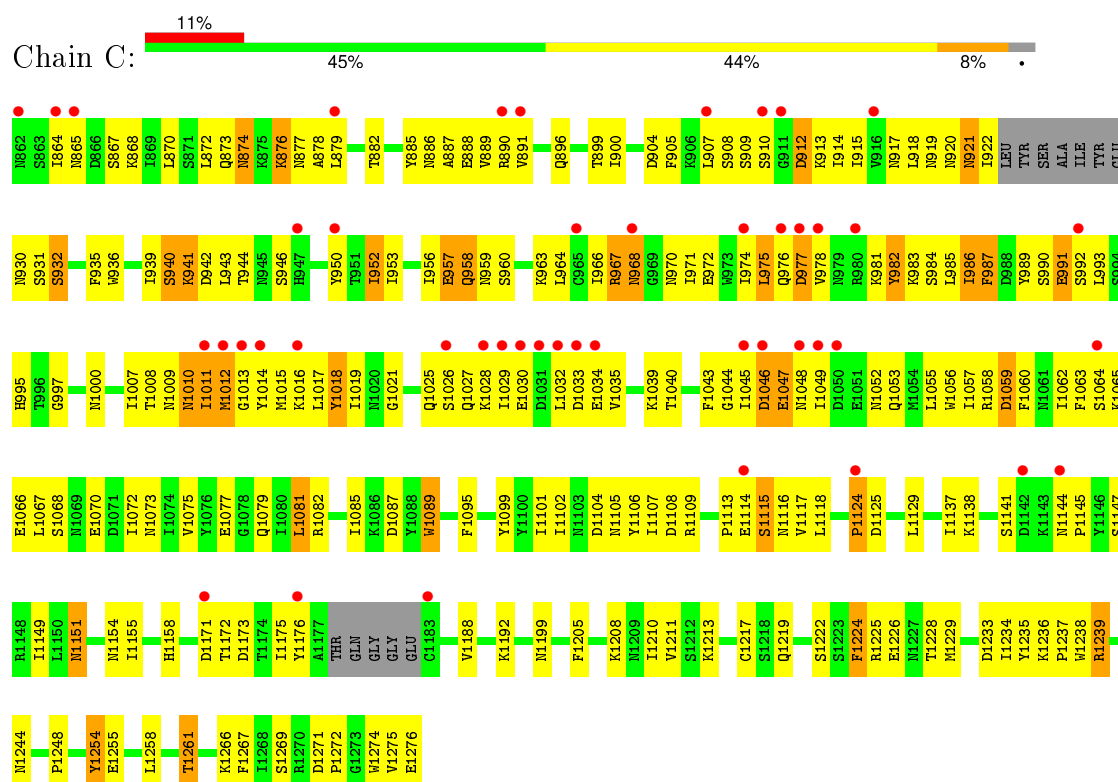 11%
Chain C:
45% 44% 8% •
N862 S863 I864 N865 D866 S867 K868 I869 L870 S871 L872 Q873 N874 K875 K876 N877 A878 L879 T882 Y885 N886 A887 E888 V889 R890 V891 Q896 T899 I900 D904 F905 K906 L907 S908 S909 S910 G911 D912 K913 I914 I915 V916 N917 L918 N919 N920 N921 I922 LEU TYR SER ALA ILE TYR GLU
N930 S931 S932 F935 W936 I939 S940 K941 D942 L943 T944 N945 S946 H947 Y950 T951 I952 I953 I956 E957 Q958 N959 S960 K963 L964 C965 I966 R967 N968 G969 N970 I971 E972 W973 I974 L975 Q976 D977 V978 N979 R980 K981 Y982 K983 S984 L985 I986 F987 D988 Y989 S990 E991 S992 L993 S994
H995 T996 G997 N1000 I1007 T1008 N1009 N1010 I1011 M1012 G1013 Y1014 M1015 K1016 L1017 Y1018 I1019 N1020 G1021 Q1025 S1026 Q1027 K1028 I1029 E1030 D1031 L1032 D1033 E1034 V1035 K1039 T1040 F1043 G1044 I1045 D1046 E1047 N1048 I1049 D1050 E1051 N1052 Q1053 M1054 L1055 W1056 I1057 R1058 D1059 F1060 N1061 I1062 F1063 S1064 K1065
E1066 L1067 S1068 N1069 E1070 D1071 I1072 N1073 I1074 V1075 Y1076 E1077 G1078 Q1079 I1080 L1081 R1082 I1085 K1086 D1087 Y1088 W1089 F1095 Y1099 Y1100 I1101 I1102 N1103 D1104 N1105 Y1106 I1107 D1108 R1109 P1113 E1114 S1115 N1116 V1117 L1118 P1124 D1125 L1129 I1137 K1138 S1141 D1142 K1143 N1144 P1145 Y1146 S1147
R1148 I1149 L1150 N1151 N1154 I1155 H1158 D1171 T1172 D1173 T1174 I1175 Y1176 A1177 THR GLN GLY GLY GLU C1183 V1188 K1192 N1199 F1205 K1208 N1209 I1210 V1211 S1212 K1213 C1217 S1218 Q1219 S1222 S1223 F1224 R1225 E1226 N1227 T1228 M1229 D1233 I1234 Y1235 K1236 P1237 W1238 R1239
N1244 P1248 Y1254 E1255 L1258 T1261 K1266 F1267 I1268 S1269 R1270 D1271 P1272 G1273 W1274 V1275 E1276